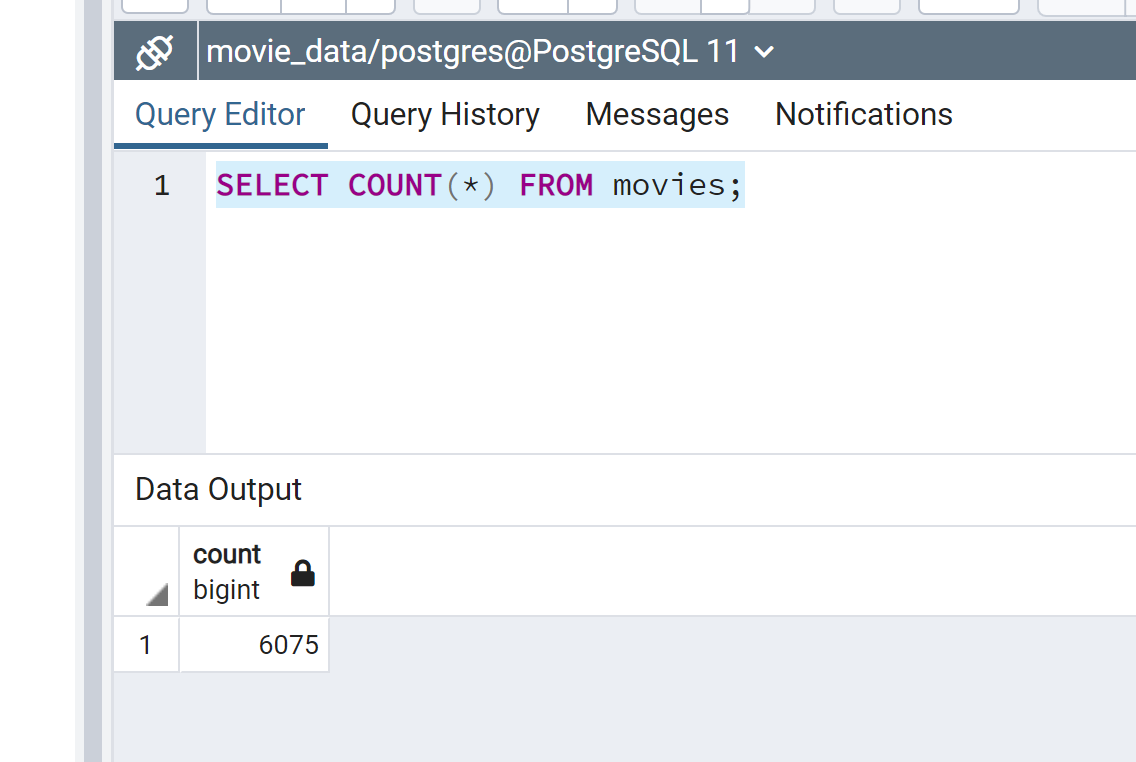 movie_data/postgres@PostgreSQL 11
Query Editor Query History Messages Notifications
1 SELECT COUNT(*) FROM movies;
Data Output
count
bigint
1 6075